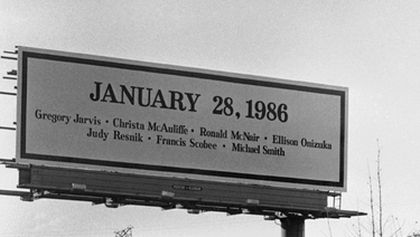 JANUARY 28, 1986
Gregory Jarvis • Christa McAuliffe • Ronald McNair • Ellison Onizuka
Judy Resnik • Francis Scobee • Michael Smith